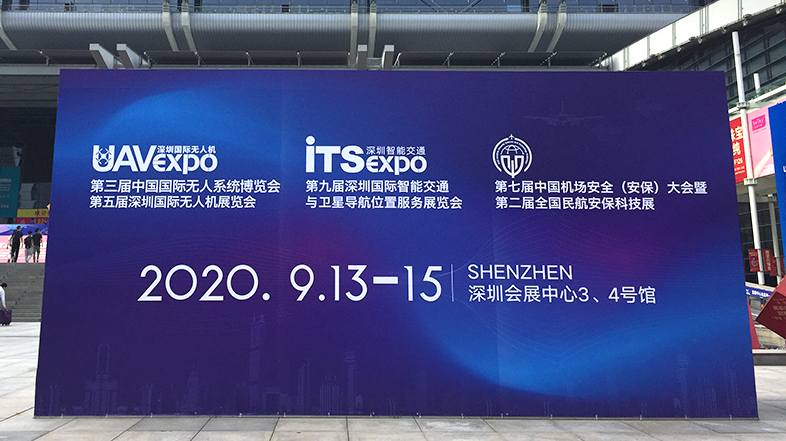 深圳国际无人机
UAVEXPO
第三届中国国际无人系统博览会
第五届深圳国际无人机展览会
深圳智能交通
iTSEXPO
第九届深圳国际智能交通
与卫星导航位置服务展览会
第七届中国机场安全（安保）大会暨
第二届全国民航安保科技展
2020. 9.13-15
SHENZHEN
深圳会展中心3、4号馆